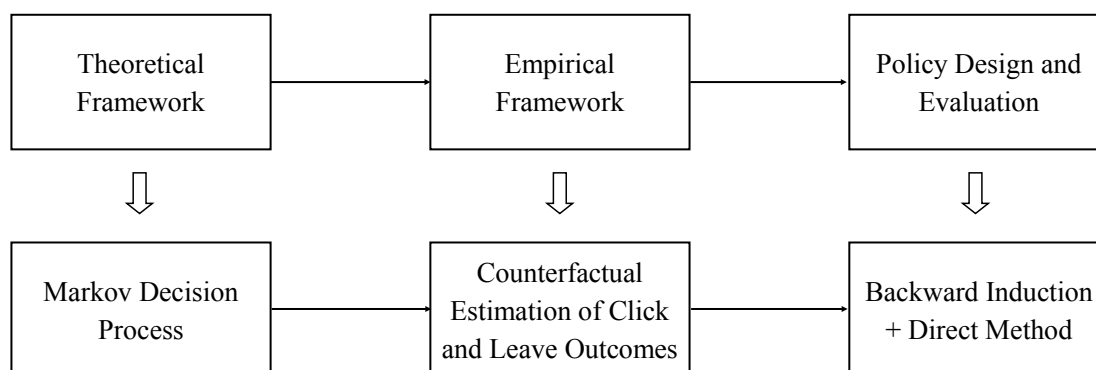 Theoretical
Framework
Empirical
Framework
Policy Design and
Evaluation
Markov Decision
Process
Counterfactual
Estimation of Click
and Leave Outcomes
Backward Induction
+ Direct Method